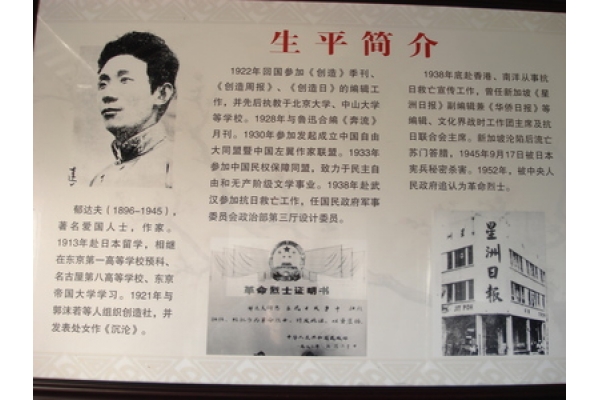 生平简介
郁达夫（1896-1945），
著名爱国人士，作家。
1913年赴日本留学，相继
在东京第一高等学校预科、
名古屋第八高等学校、东京
帝国大学学习。1921年与
郭沫若等人组织创造社，并
发表处女作《沉沦》。
1922年回国参加《创造》季刊、
《创造周报》、《创造日》的编辑工
作，并先后执教于北京大学、中山大学
等学校。1928年与鲁迅合编《奔流》
月刊。1930年参加发起成立中国自由
大同盟暨中国左翼作家联盟。1933年
参加中国民权保障同盟，致力于民主自
由和无产阶级文学事业。1938年赴武
汉参加抗日救亡工作，任国民政府军事
委员会政治部第三厅设计委员。
1938年底赴香港、南洋从事抗
日救亡宣传工作，曾任新加坡《星
洲日报》副编辑兼《华侨日报》等
编辑、文化界战时工作团主席及抗
日联合会主席。新加坡沦陷后流亡
苏门答腊，1945年9月17日被日本
宪兵秘密杀害。1952年，被中央人
民政府追认为革命烈士。
革命烈士证明书
星洲日报